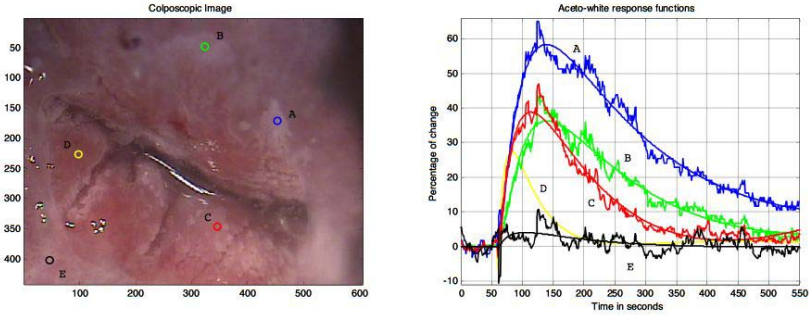 Colposcopic Image
50
100
150
200
250
300
350
400
100 200 300 400 500 600
A
B
C
D
E
Aceto-white response functions
Percentage of change
60
50
40
30
20
10
0
-10
0 50 100 150 200 250 300 350 400 450 500 550
Time in seconds
A
B
C
D
E